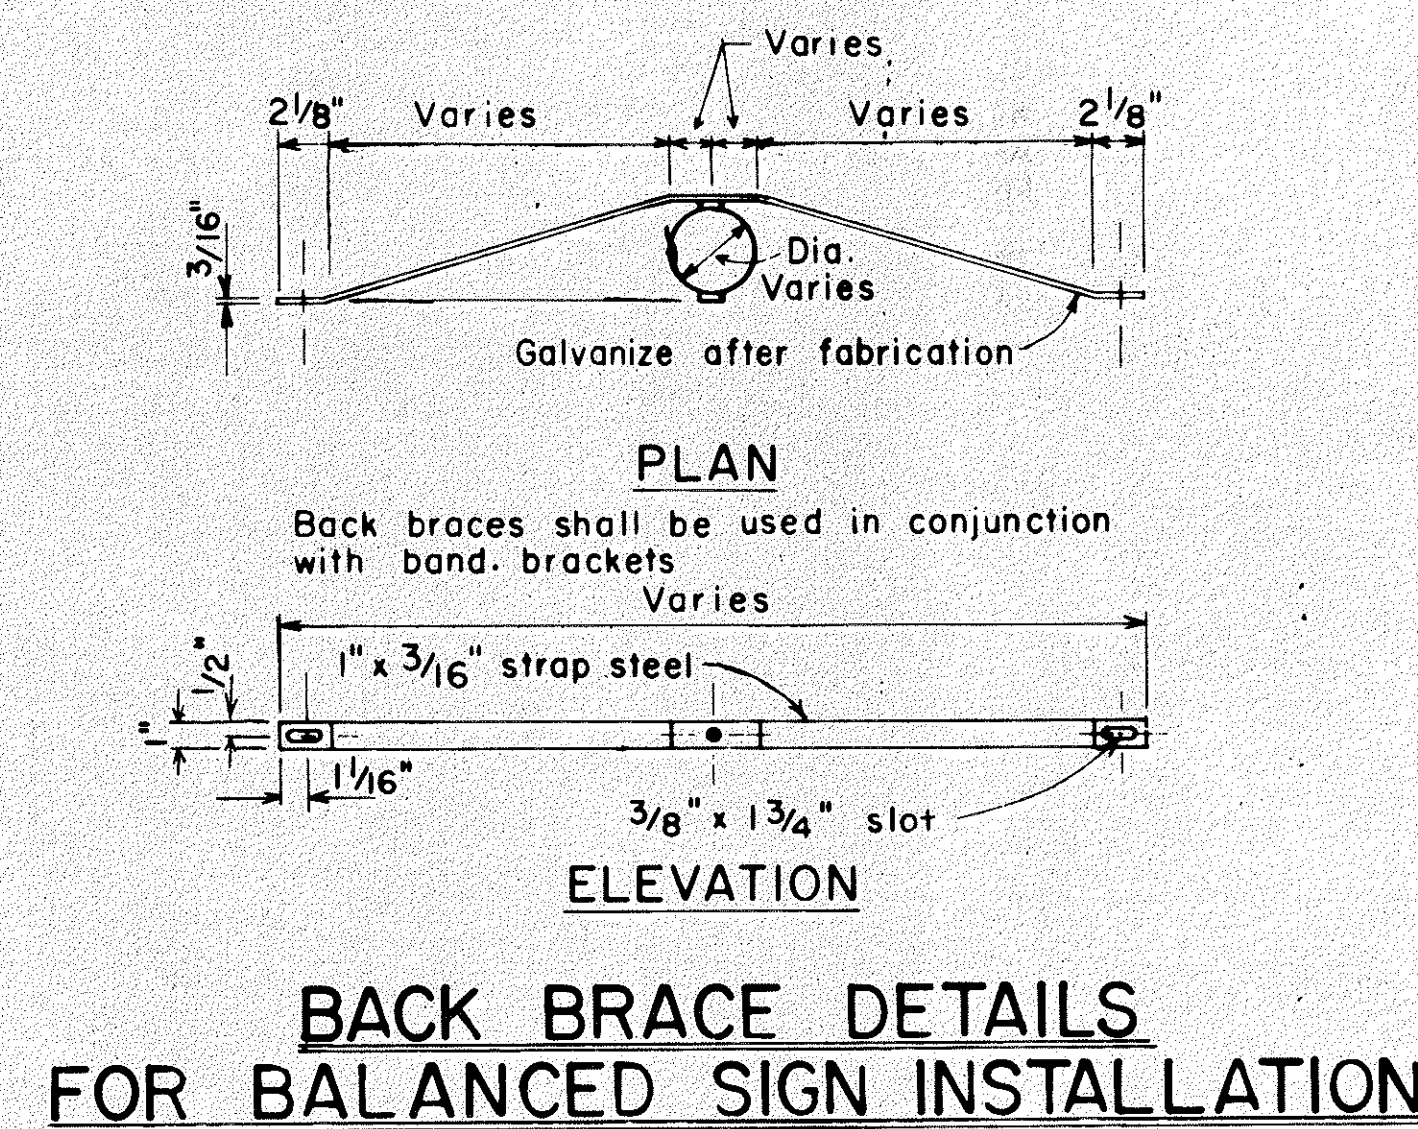 Varies
2 1/8" Varies Varies 2 1/8"
3/16"
Dia.
Varies
Galvanize after fabrication
PLAN
Back braces shall be used in conjunction
with band. brackets
Varies
1" x 3/16" strap steel
1/2"
1"
1 1/16"
3/8" x 1 3/4" slot
ELEVATION
BACK BRACE DETAILS
FOR BALANCED SIGN INSTALLATION